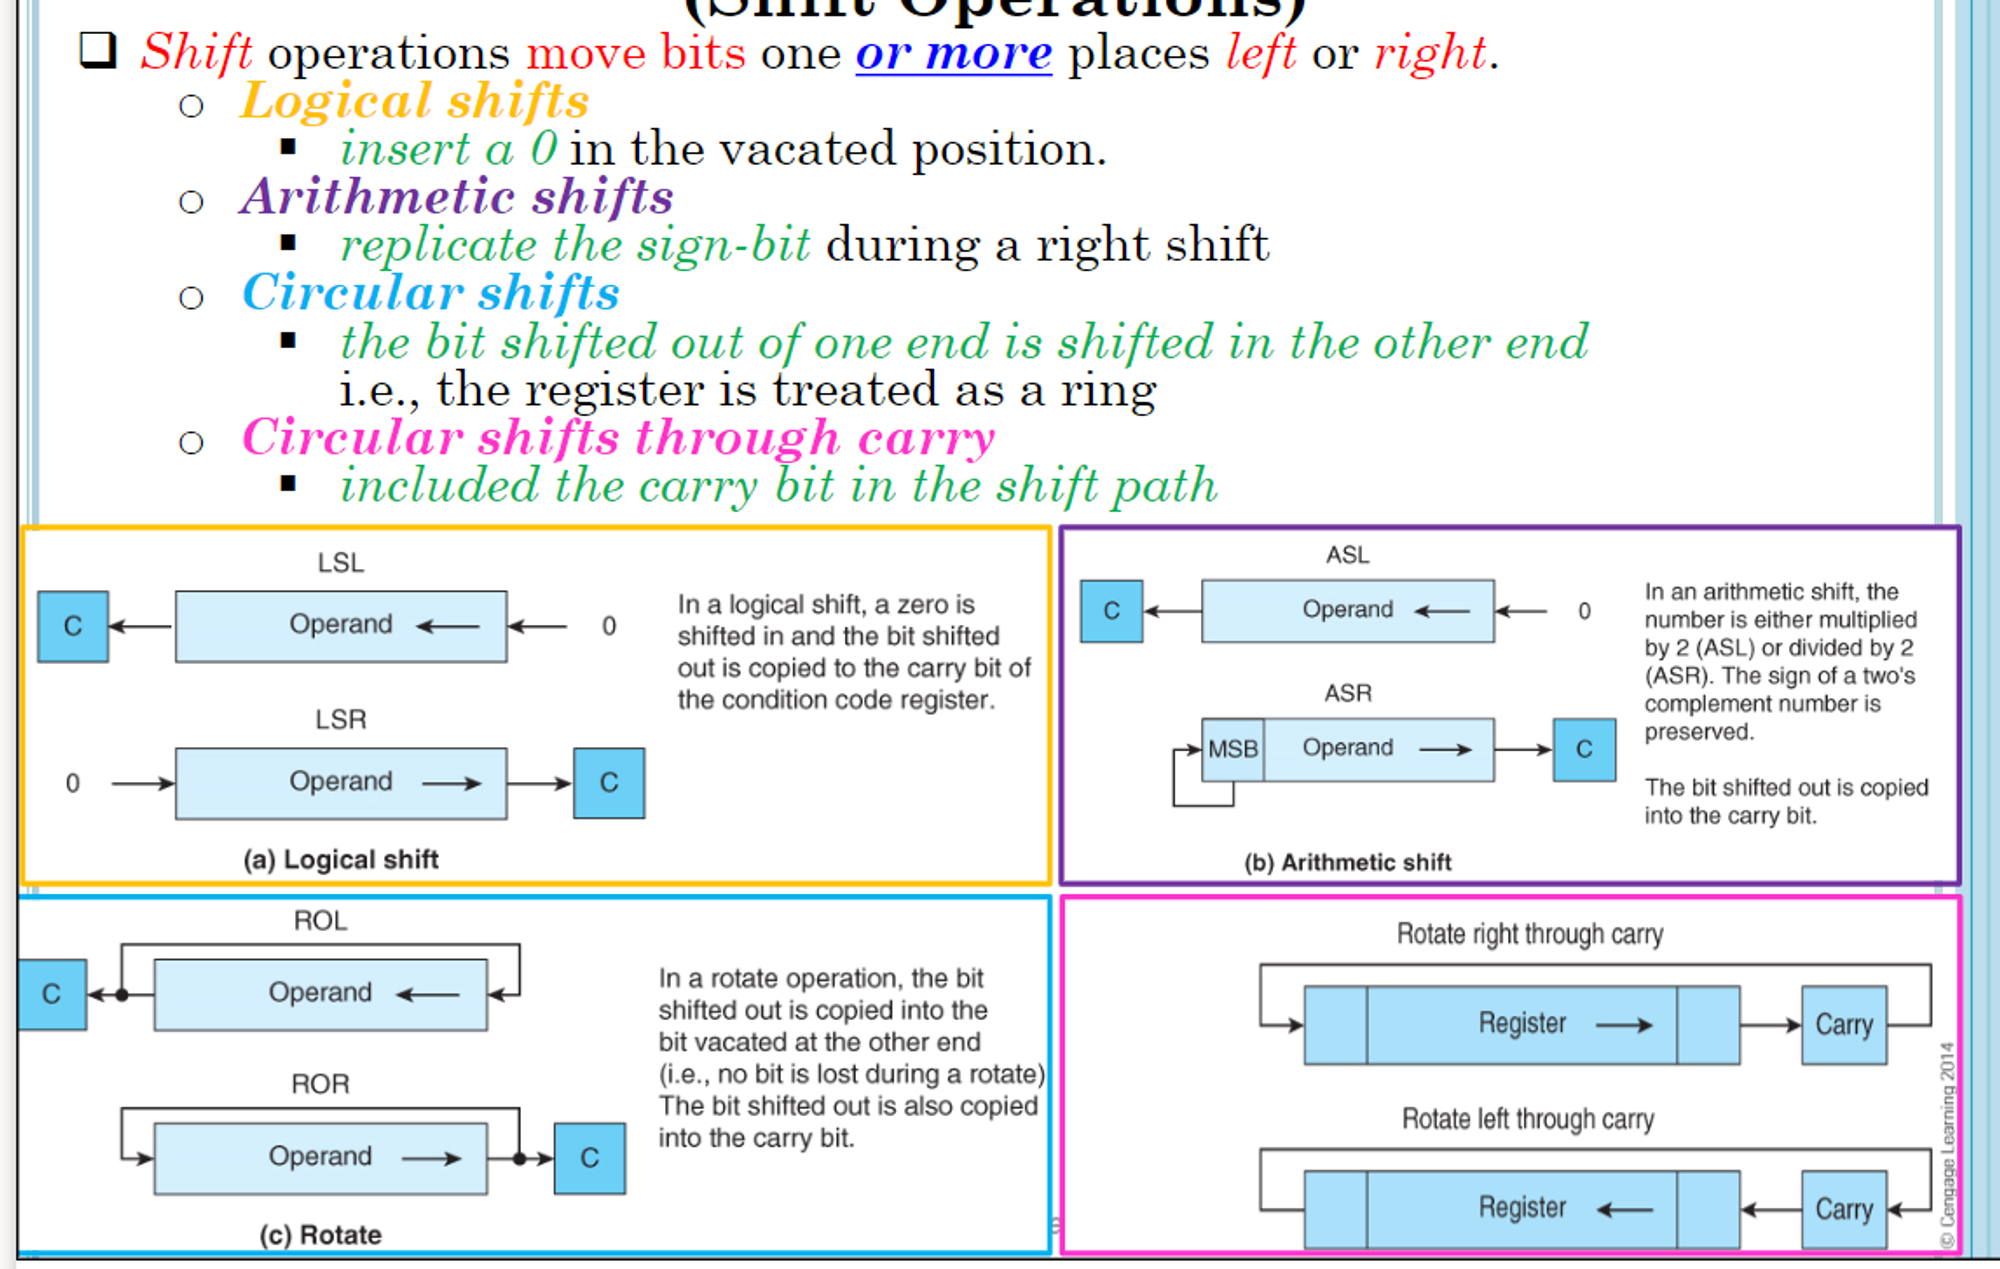 (Shift Operations)
Shift operations move bits one or more places left or right.
Logical shifts
insert a 0 in the vacated position.
Arithmetic shifts
replicate the sign-bit during a right shift
Circular shifts
the bit shifted out of one end is shifted in the other end
i.e., the register is treated as a ring
Circular shifts through carry
included the carry bit in the shift path
LSL
C
Operand
0
In a logical shift, a zero is
shifted in and the bit shifted
out is copied to the carry bit of
the condition code register.
LSR
0
Operand
C
(a) Logical shift
ASL
C
Operand
0
In an arithmetic shift, the
number is either multiplied
by 2 (ASL) or divided by 2
(ASR). The sign of a two's
complement number is
preserved.
ASR
MSB
Operand
C
The bit shifted out is copied
into the carry bit.
(b) Arithmetic shift
ROL
C
Operand
In a rotate operation, the bit
shifted out is copied into the
bit vacated at the other end
(i.e., no bit is lost during a rotate)
The bit shifted out is also copied
into the carry bit.
ROR
Operand
C
(c) Rotate
Rotate right through carry
Register
Carry
Rotate left through carry
Register
Carry
© Cengage Learning 2014